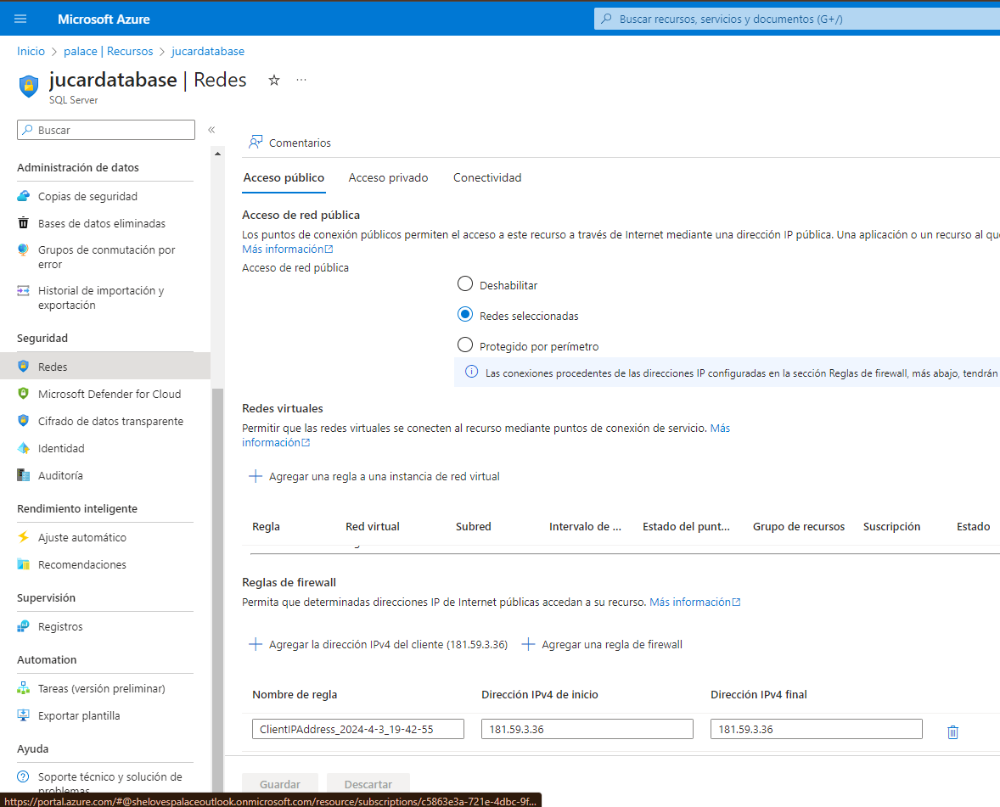 Microsoft Azure
Buscar recursos, servicios y documentos (G+/)
Inicio > palace | Recursos > jucardatabase
jucardatabase | Redes
SQL Server
Buscar
Administración de datos
Copias de seguridad
Bases de datos eliminadas
Grupos de conmutación por
error
Historial de importación y
exportación
Seguridad
Redes
Microsoft Defender for Cloud
Cifrado de datos transparente
Identidad
Auditoría
Rendimiento inteligente
Ajuste automático
Recomendaciones
Supervisión
Registros
Automation
Tareas (versión preliminar)
Exportar plantilla
Ayuda
Soporte técnico y solución de
problemas
Comentarios
Acceso público Acceso privado Conectividad
Acceso de red pública
Los puntos de conexión públicos permiten el acceso a este recurso a través de Internet mediante una dirección IP pública. Una aplicación o un recurso al qu
Más información
Acceso de red pública
Deshabilitar
Redes seleccionadas
Protegido por perímetro
Las conexiones procedentes de las direcciones IP configuradas en la sección Reglas de firewall, más abajo, tendrán
Redes virtuales
Permitir que las redes virtuales se conecten al recurso mediante puntos de conexión de servicio. Más
información
Agregar una regla a una instancia de red virtual
Regla Red virtual Subred Intervalo de ... Estado del punt... Grupo de recursos Suscripción Estado
Reglas de firewall
Permita que determinadas direcciones IP de Internet públicas accedan a su recurso. Más información
Agregar la dirección IPv4 del cliente (181.59.3.36) Agregar una regla de firewall
Nombre de regla Dirección IPv4 de inicio Dirección IPv4 final
ClientIPAddress_2024-4-3_19-42-55 181.59.3.36 181.59.3.36
Guardar Descartar
https://portal.azure.com/#@shelovespalaceoutlook.onmicrosoft.com/resource/subscriptions/c5863e3a-721e-4dbc-9f...